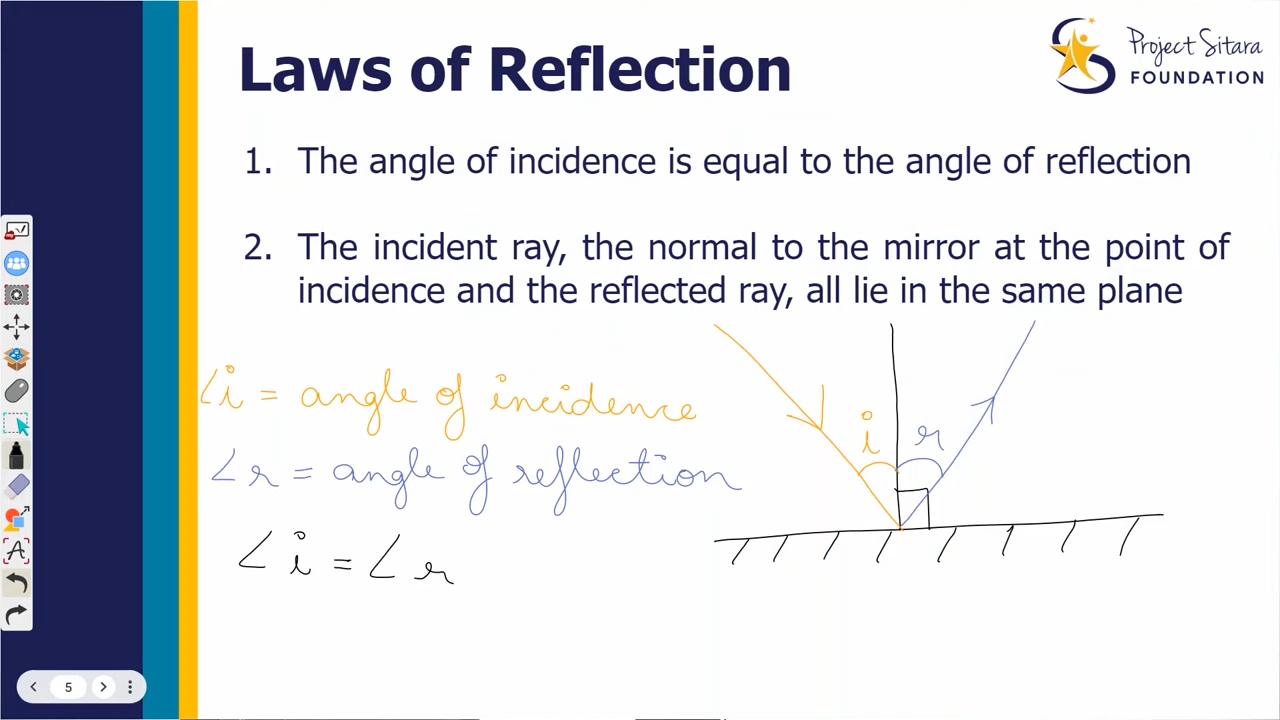 Laws of Reflection
Project Sitara
FOUNDATION
1. The angle of incidence is equal to the angle of reflection
2. The incident ray, the normal to the mirror at the point of
incidence and the reflected ray, all lie in the same plane
∠i = angle of incidence
∠r = angle of reflection
∠i = ∠r
i
r
5